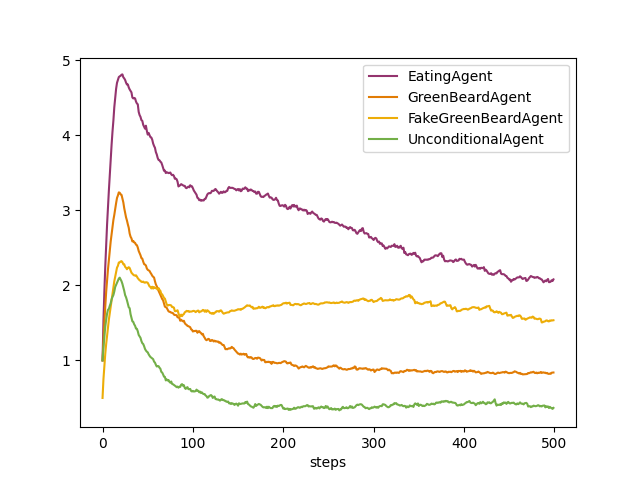 EatingAgent
GreenBeardAgent
FakeGreenBeardAgent
UnconditionalAgent
5
4
3
2
1
0 100 200 300 400 500
steps